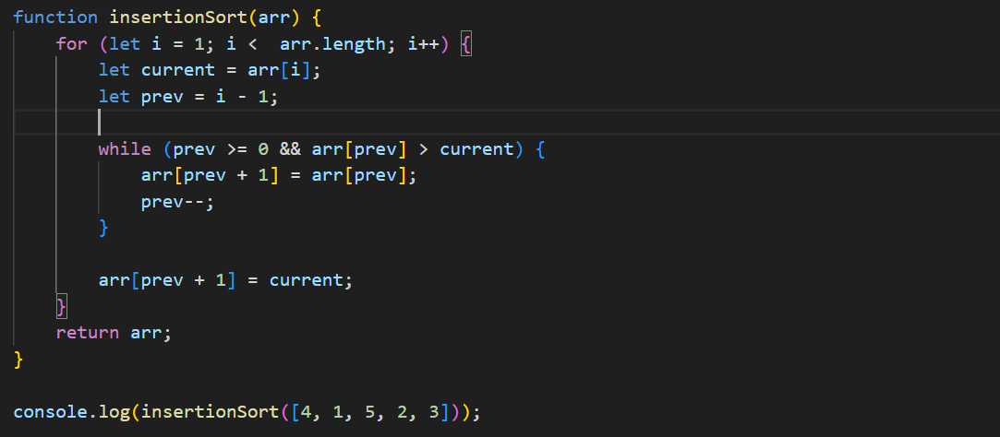 function insertionSort(arr) {
    for (let i = 1; i <  arr.length; i++) {
        let current = arr[i];
        let prev = i - 1;

        while (prev >= 0 && arr[prev] > current) {
            arr[prev + 1] = arr[prev];
            prev--;
        }

        arr[prev + 1] = current;
    }
    return arr;
}

console.log(insertionSort([4, 1, 5, 2, 3]));